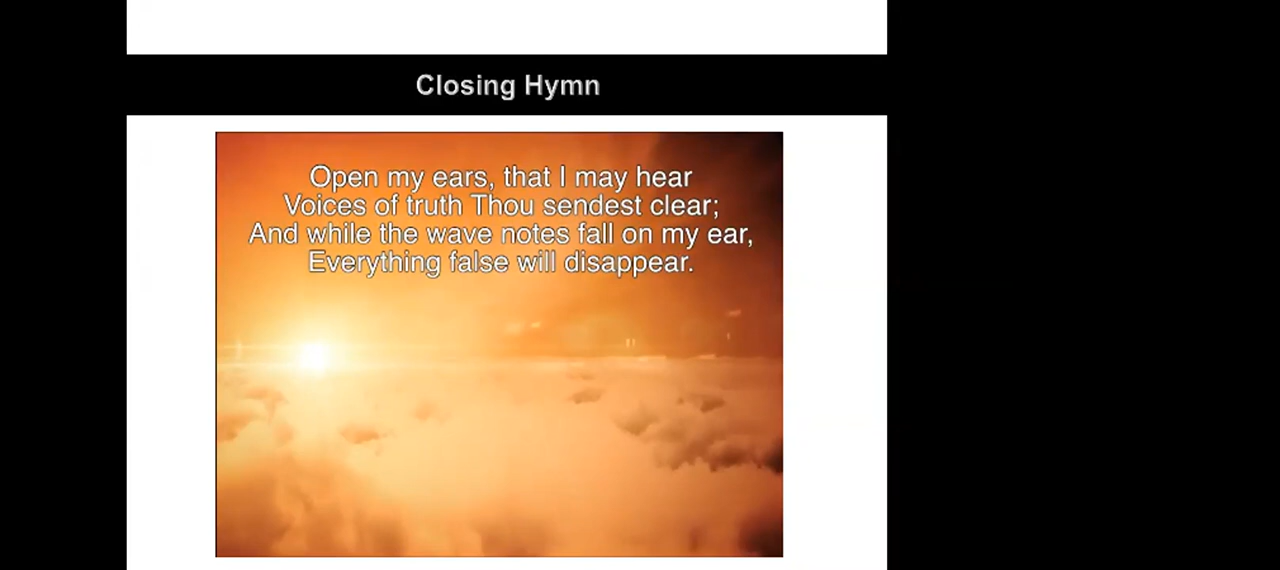 Closing Hymn
Open my ears, that I may hear
Voices of truth Thou sendest clear;
And while the wave notes fall on my ear,
Everything false will disappear.